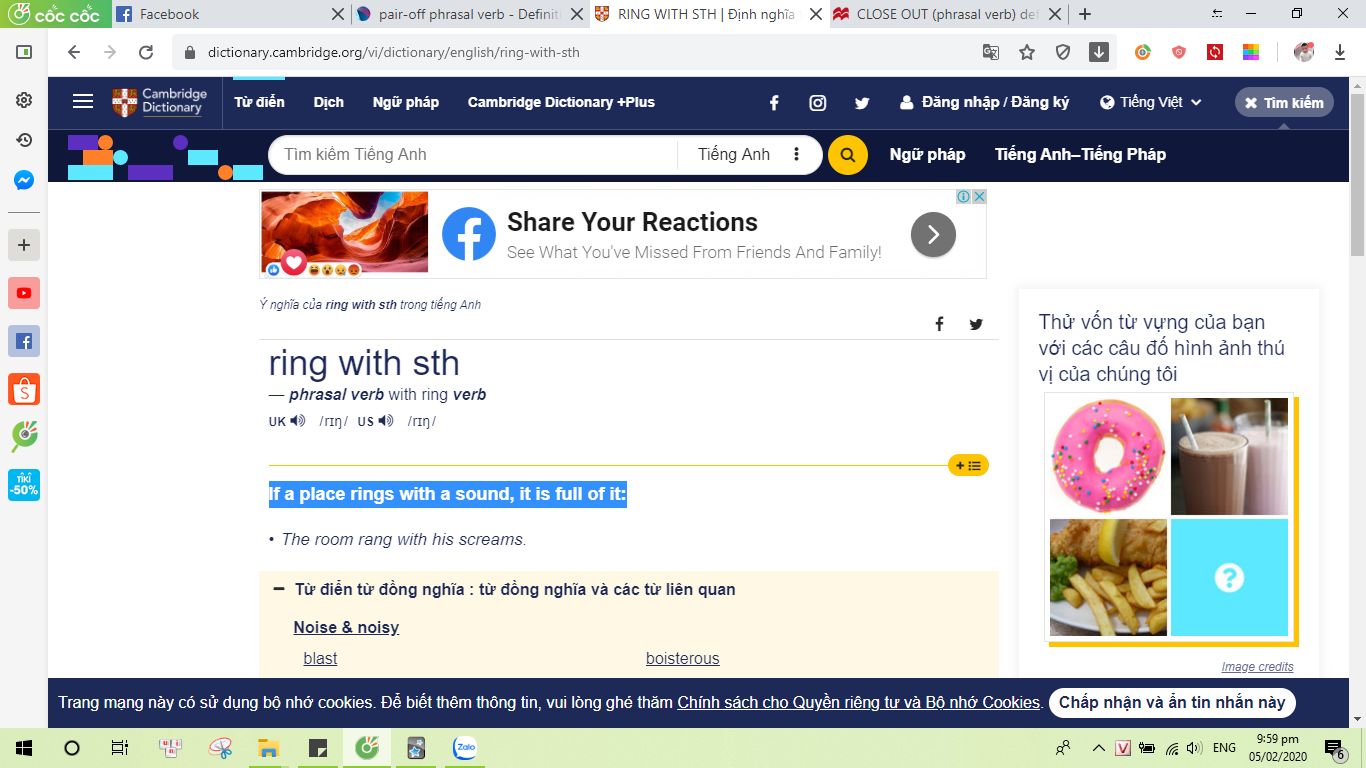 cốc cốc
Facebook
pair-off phrasal verb - Definiti
RING WITH STH | Định nghĩa
CLOSE OUT (phrasal verb) def
dictionary.cambridge.org/vi/dictionary/english/ring-with-sth
Cambridge
Dictionary
Từ điển
Dịch
Ngữ pháp
Cambridge Dictionary +Plus
Đăng nhập / Đăng ký
Tiếng Việt
Tìm kiếm
Tìm kiếm Tiếng Anh
Tiếng Anh
Ngữ pháp
Tiếng Anh–Tiếng Pháp
Share Your Reactions
See What You've Missed From Friends And Family!
Ý nghĩa của ring with sth trong tiếng Anh
ring with sth
— phrasal verb with ring verb
UK /rɪŋ/ US /rɪŋ/
If a place rings with a sound, it is full of it:
• The room rang with his screams.
Từ điển từ đồng nghĩa : từ đồng nghĩa và các từ liên quan
Noise & noisy
blast
boisterous
Thử vốn từ vựng của bạn
với các câu đố hình ảnh thú
vị của chúng tôi
?
Image credits
TIKI
-50%
Trang mạng này có sử dụng bộ nhớ cookies. Để biết thêm thông tin, vui lòng ghé thăm Chính sách cho Quyền riêng tư và Bộ nhớ Cookies.
Chấp nhận và ẩn tin nhắn này
Zalo
V
ENG
9:59 pm
05/02/2020
6